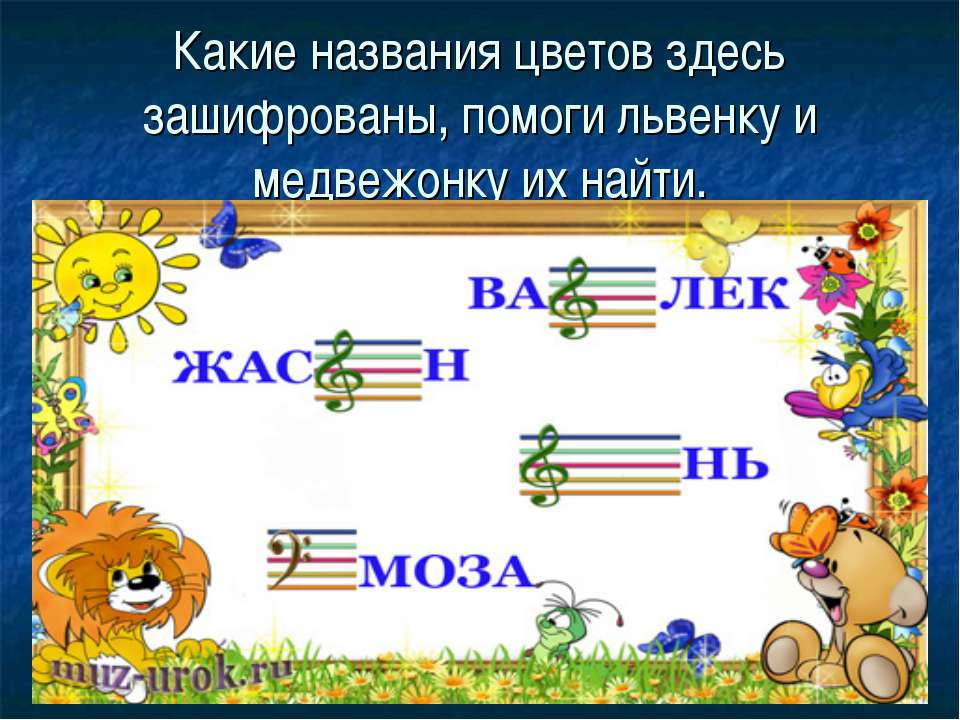 Какие названия цветов здесь
зашифрованы, помоги львенку и
медвежонку их найти.
ВА ЛЕК
ЖАС Н
НЬ
МОЗА
muz-urok.ru